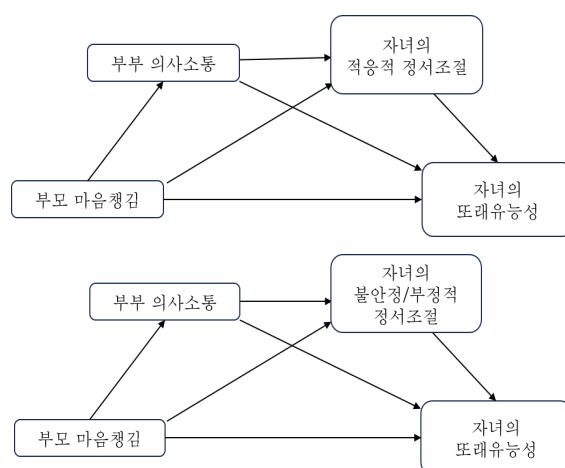 자녀의
적응적 정서조절
부부 의사소통
부모 마음챙김
자녀의
또래유능성
자녀의
불안정/부정적
정서조절
부부 의사소통
부모 마음챙김
자녀의
또래유능성